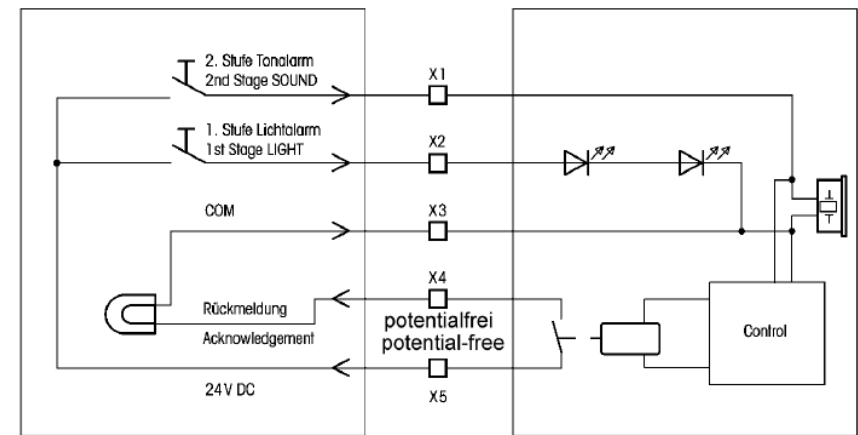 2. Stufe Tonalarm
2nd Stage SOUND
X1
1. Stufe Lichtalarm
1st Stage LIGHT
X2
COM
X3
X4
Rückmeldung
Acknowledgement
potentialfrei
potential-free
Control
24V DC
X5